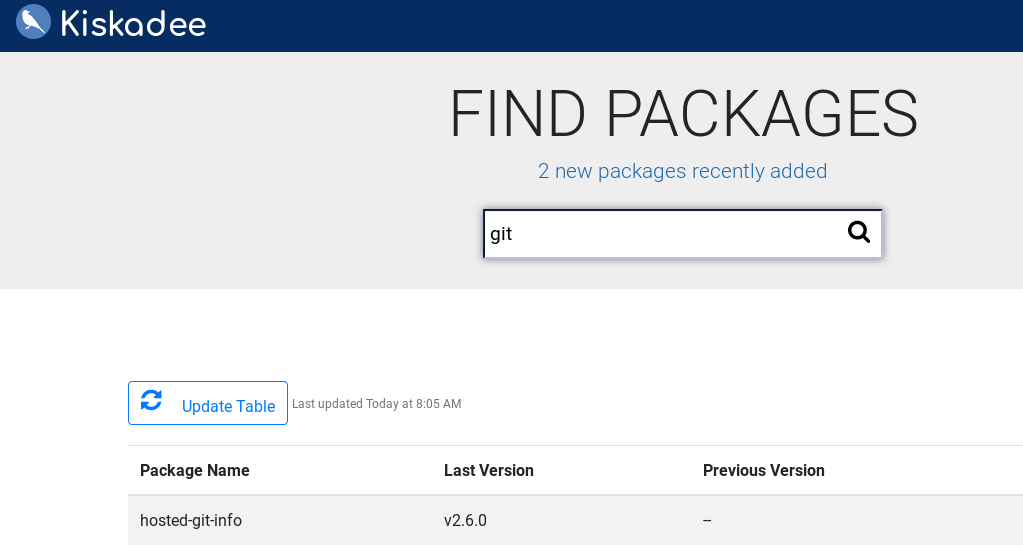 Kiskadee
FIND PACKAGES
2 new packages recently added
git
Update Table Last updated Today at 8:05 AM
Package Name Last Version Previous Version
hosted-git-info v2.6.0 --